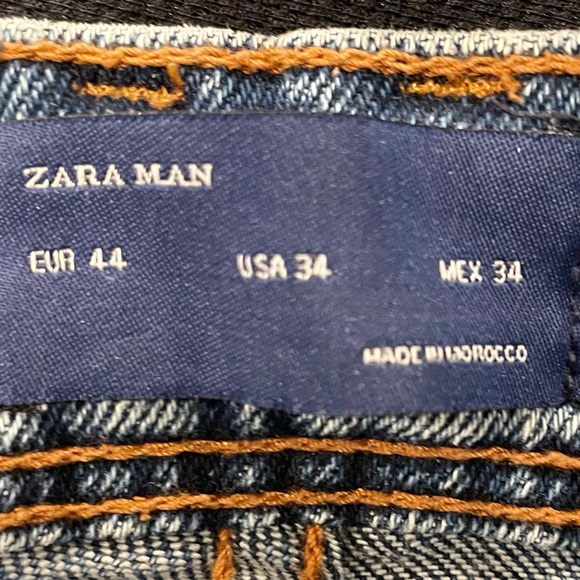 ZARA MAN
EUR 44 USA 34 MEX 34
MADE IN MOROCCO